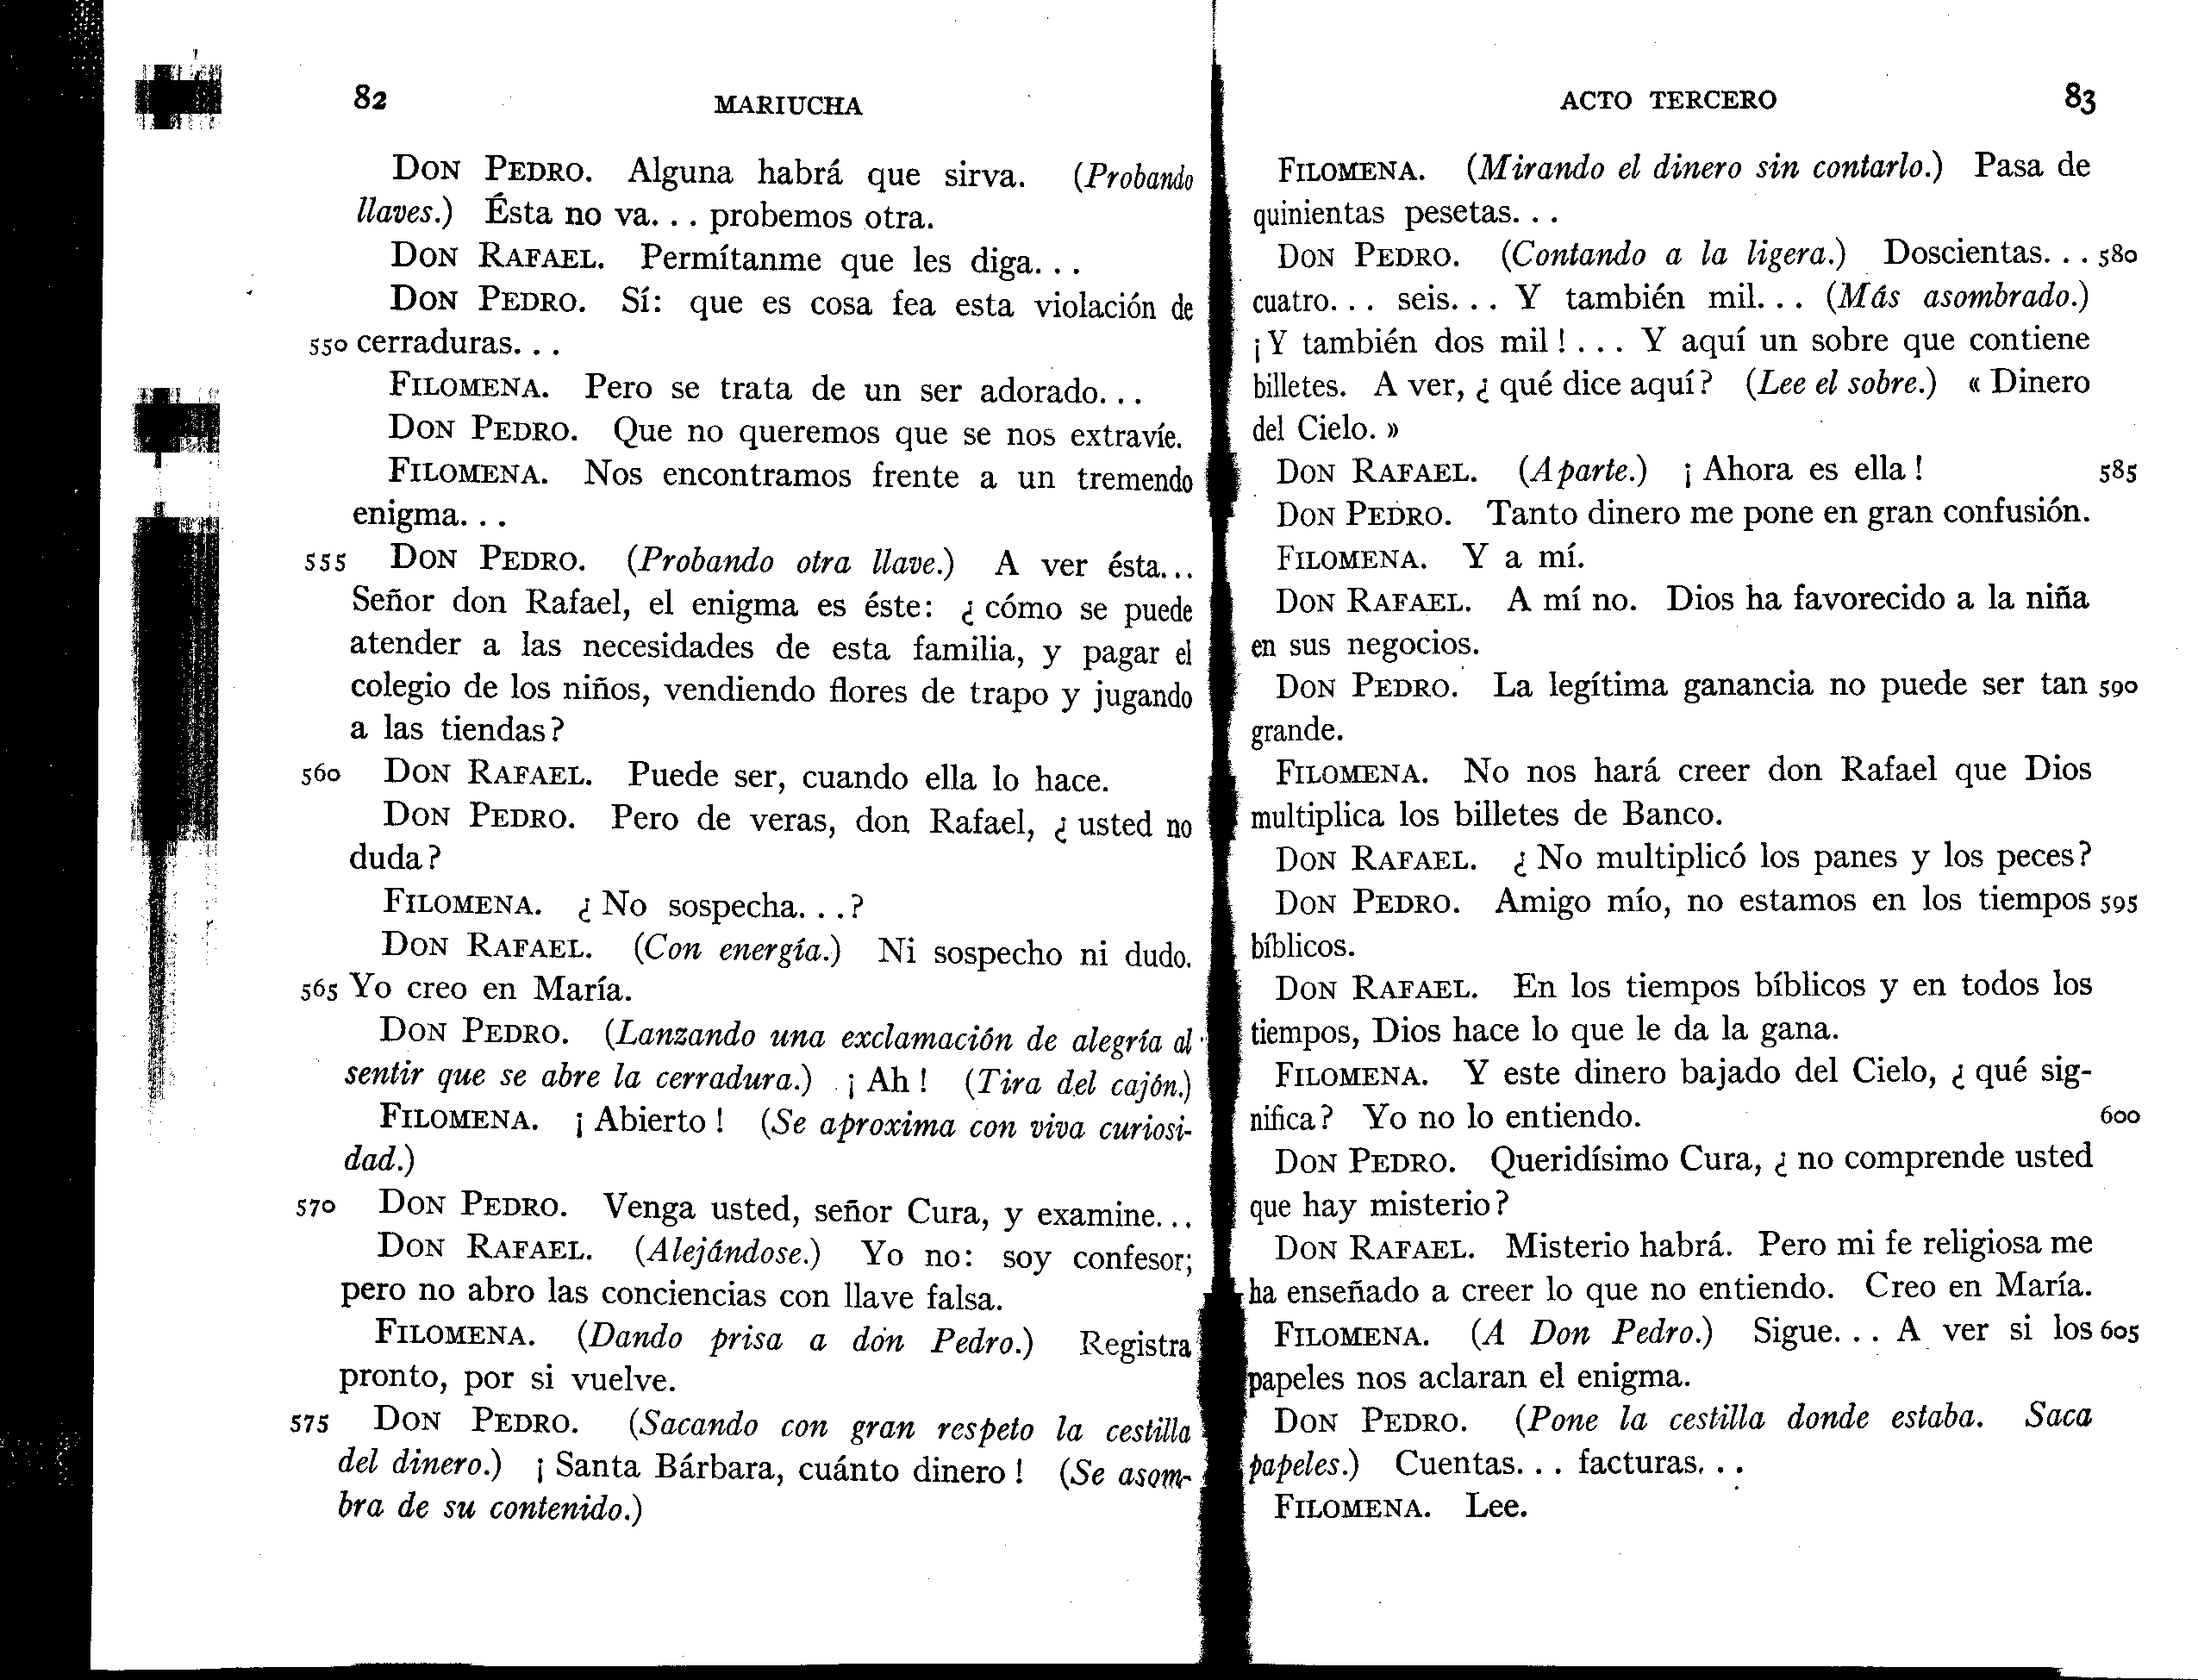 82
MARIUCHA
DON PEDRO. Alguna habrá que sirva. (Probando
llaves.) Ésta no va. . . probemos otra.
DON RAFAEL. Permítanme que les diga. . .
DON PEDRO. Sí: que es cosa fea esta violación de
550 cerraduras. . .
FILOMENA. Pero se trata de un ser adorado. . .
DON PEDRO. Que no queremos que se nos extravíe.
FILOMENA. Nos encontramos frente a un tremendo
enigma. . .
555 DON PEDRO. (Probando otra llave.) A ver ésta...
Señor don Rafael, el enigma es éste: ¿ cómo se puede
atender a las necesidades de esta familia, y pagar el
colegio de los niños, vendiendo flores de trapo y jugando
a las tiendas?
560 DON RAFAEL. Puede ser, cuando ella lo hace.
DON PEDRO. Pero de veras, don Rafael, ¿ usted no
duda?
FILOMENA. ¿ No sospecha. . .?
DON RAFAEL. (Con energía.) Ni sospecho ni dudo.
565 Yo creo en María.
DON PEDRO. (Lanzando una exclamación de alegría al
sentir que se abre la cerradura.) ¡ Ah ! (Tira del cajón.)
FILOMENA. ¡ Abierto ! (Se aproxima con viva curiosi-
dad.)
570 DON PEDRO. Venga usted, señor Cura, y examine...
DON RAFAEL. (Alejándose.) Yo no: soy confesor;
pero no abro las conciencias con llave falsa.
FILOMENA. (Dando prisa a don Pedro.) Registra
pronto, por si vuelve.
575 DON PEDRO. (Sacando con gran respeto la cestilla
del dinero.) ¡ Santa Bárbara, cuánto dinero ! (Se asom-
bra de su contenido.)
ACTO TERCERO
83
FILOMENA. (Mirando el dinero sin contarlo.) Pasa de
quinientas pesetas. . .
DON PEDRO. (Contando a la ligera.) Doscientas. . . 580
cuatro. . . seis. . . Y también mil. . . (Más asombrado.)
¡Y también dos mil ! . . . Y aquí un sobre que contiene
billetes. A ver, ¿ qué dice aquí? (Lee el sobre.) « Dinero
del Cielo. »
DON RAFAEL. (Aparte.) ¡ Ahora es ella ! 585
DON PEDRO. Tanto dinero me pone en gran confusión.
FILOMENA. Y a mí.
DON RAFAEL. A mí no. Dios ha favorecido a la niña
en sus negocios.
DON PEDRO. La legítima ganancia no puede ser tan 590
grande.
FILOMENA. No nos hará creer don Rafael que Dios
multiplica los billetes de Banco.
DON RAFAEL. ¿ No multiplicó los panes y los peces?
DON PEDRO. Amigo mío, no estamos en los tiempos 595
bíblicos.
DON RAFAEL. En los tiempos bíblicos y en todos los
tiempos, Dios hace lo que le da la gana.
FILOMENA. Y este dinero bajado del Cielo, ¿ qué sig-
nifica? Yo no lo entiendo. 600
DON PEDRO. Queridísimo Cura, ¿ no comprende usted
que hay misterio?
DON RAFAEL. Misterio habrá. Pero mi fe religiosa me
ha enseñado a creer lo que no entiendo. Creo en María.
FILOMENA. (A Don Pedro.) Sigue. . . A ver si los 605
papeles nos aclaran el enigma.
DON PEDRO. (Pone la cestilla donde estaba. Saca
papeles.) Cuentas. . . facturas. . .
FILOMENA. Lee.